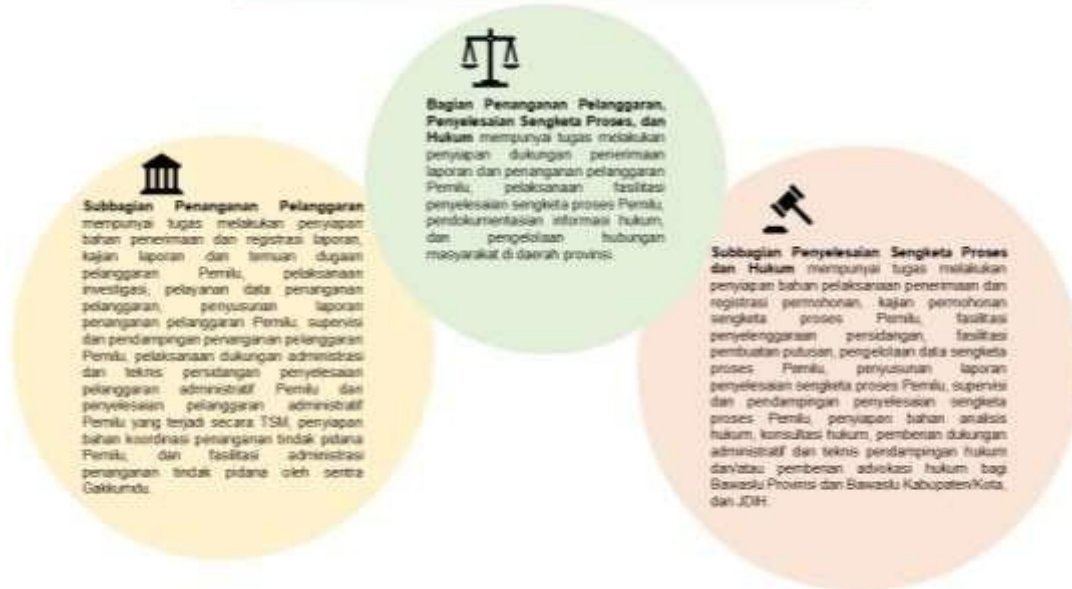 Bagian Penanganan Pelanggaran,
Penyelesaian Sengketa Proses, dan
Hukum mempunyai tugas melakukan
penyiapan dukungan penerimaan
laporan dan penanganan pelanggaran
Pemilu, pelaksanaan fasilitasi
penyelesaian sengketa proses Pemilu,
pendokumentasian informasi hukum,
dan pengelolaan hubungan
masyarakat di daerah provinsi.
Subbagian Penanganan Pelanggaran
mempunyai tugas melakukan penyiapan
bahan penerimaan dan registrasi laporan,
kajian laporan dan temuan dugaan
pelanggaran Pemilu, pelaksanaan
investigasi, pelayanan data penanganan
pelanggaran, penyusunan laporan
penanganan pelanggaran Pemilu, supervisi
dan pendampingan penanganan pelanggaran
Pemilu, pelaksanaan dukungan administrasi
dan teknis persidangan penyelesaian
pelanggaran administratif Pemilu dan
penyelesaian pelanggaran administratif
Pemilu yang terjadi secara TSM, penyiapan
bahan koordinasi penanganan tindak pidana
Pemilu, dan fasilitasi administrasi
penanganan tindak pidana oleh sentra
Gakkumdu.
Subbagian Penyelesaian Sengketa Proses
dan Hukum mempunyai tugas melakukan
penyiapan bahan pelaksanaan penerimaan dan
registrasi permohonan, kajian permohonan
sengketa proses Pemilu, fasilitasi
penyelenggaraan persidangan, fasilitasi
pembuatan putusan, pengelolaan data sengketa
proses Pemilu, penyusunan laporan
penyelesaian sengketa proses Pemilu, supervisi
dan pendampingan penyelesaian sengketa
proses Pemilu, penyiapan bahan analisis
hukum, konsultasi hukum, pemberian dukungan
administratif dan teknis pendampingan hukum
dan/atau pemberian advokasi hukum bagi
Bawaslu Provinsi dan Bawaslu Kabupaten/Kota,
dan JDIH.